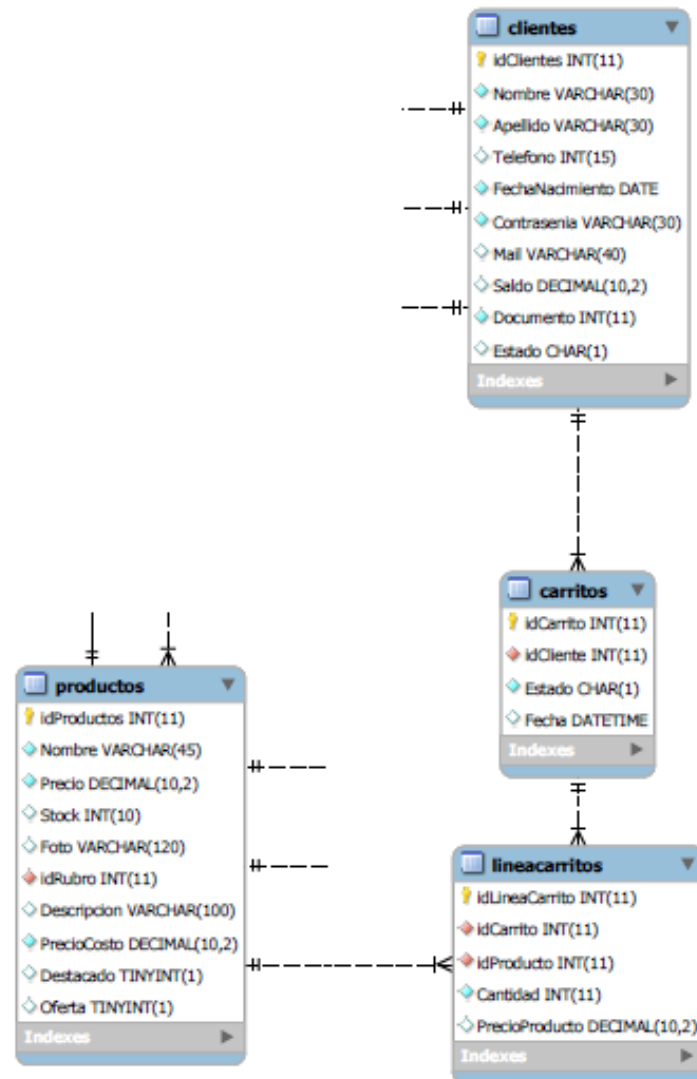 clientes
idClientes INT(11)
Nombre VARCHAR(30)
Apellido VARCHAR(30)
Telefono INT(15)
FechaNacimiento DATE
Contrasenia VARCHAR(30)
Mail VARCHAR(40)
Saldo DECIMAL(10,2)
Documento INT(11)
Estado CHAR(1)
Indexes
carritos
idCarrito INT(11)
idCliente INT(11)
Estado CHAR(1)
Fecha DATETIME
Indexes
productos
idProductos INT(11)
Nombre VARCHAR(45)
Precio DECIMAL(10,2)
Stock INT(10)
Foto VARCHAR(120)
idRubro INT(11)
Descripcion VARCHAR(100)
PrecioCosto DECIMAL(10,2)
Destacado TINYINT(1)
Oferta TINYINT(1)
Indexes
lineacarritos
idLineaCarrito INT(11)
idCarrito INT(11)
idProducto INT(11)
Cantidad INT(11)
PrecioProducto DECIMAL(10,2)
Indexes